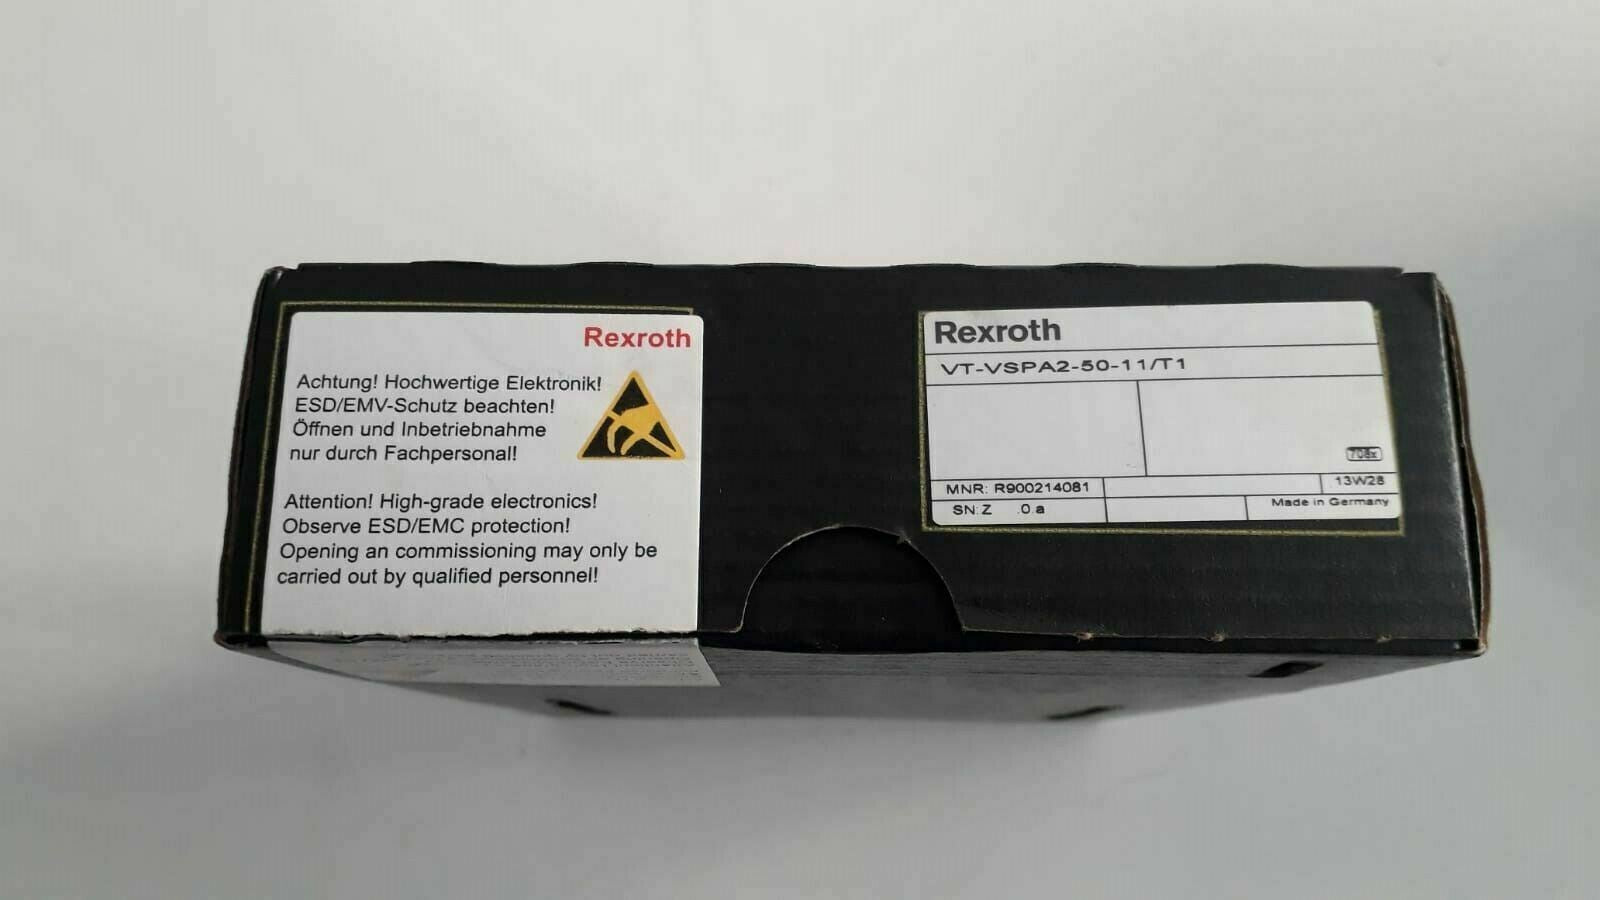 Rexroth
Achtung! Hochwertige Elektronik!
ESD/EMV-Schutz beachten!
Öffnen und Inbetriebnahme
nur durch Fachpersonal!
Attention! High-grade electronics!
Observe ESD/EMC protection!
Opening an commissioning may only be
carried out by qualified personnel!
Rexroth
VT-VSPA2-50-11/T1
708x
MNR: R900214081
13W28
SN: Z .0.a
Made in Germany